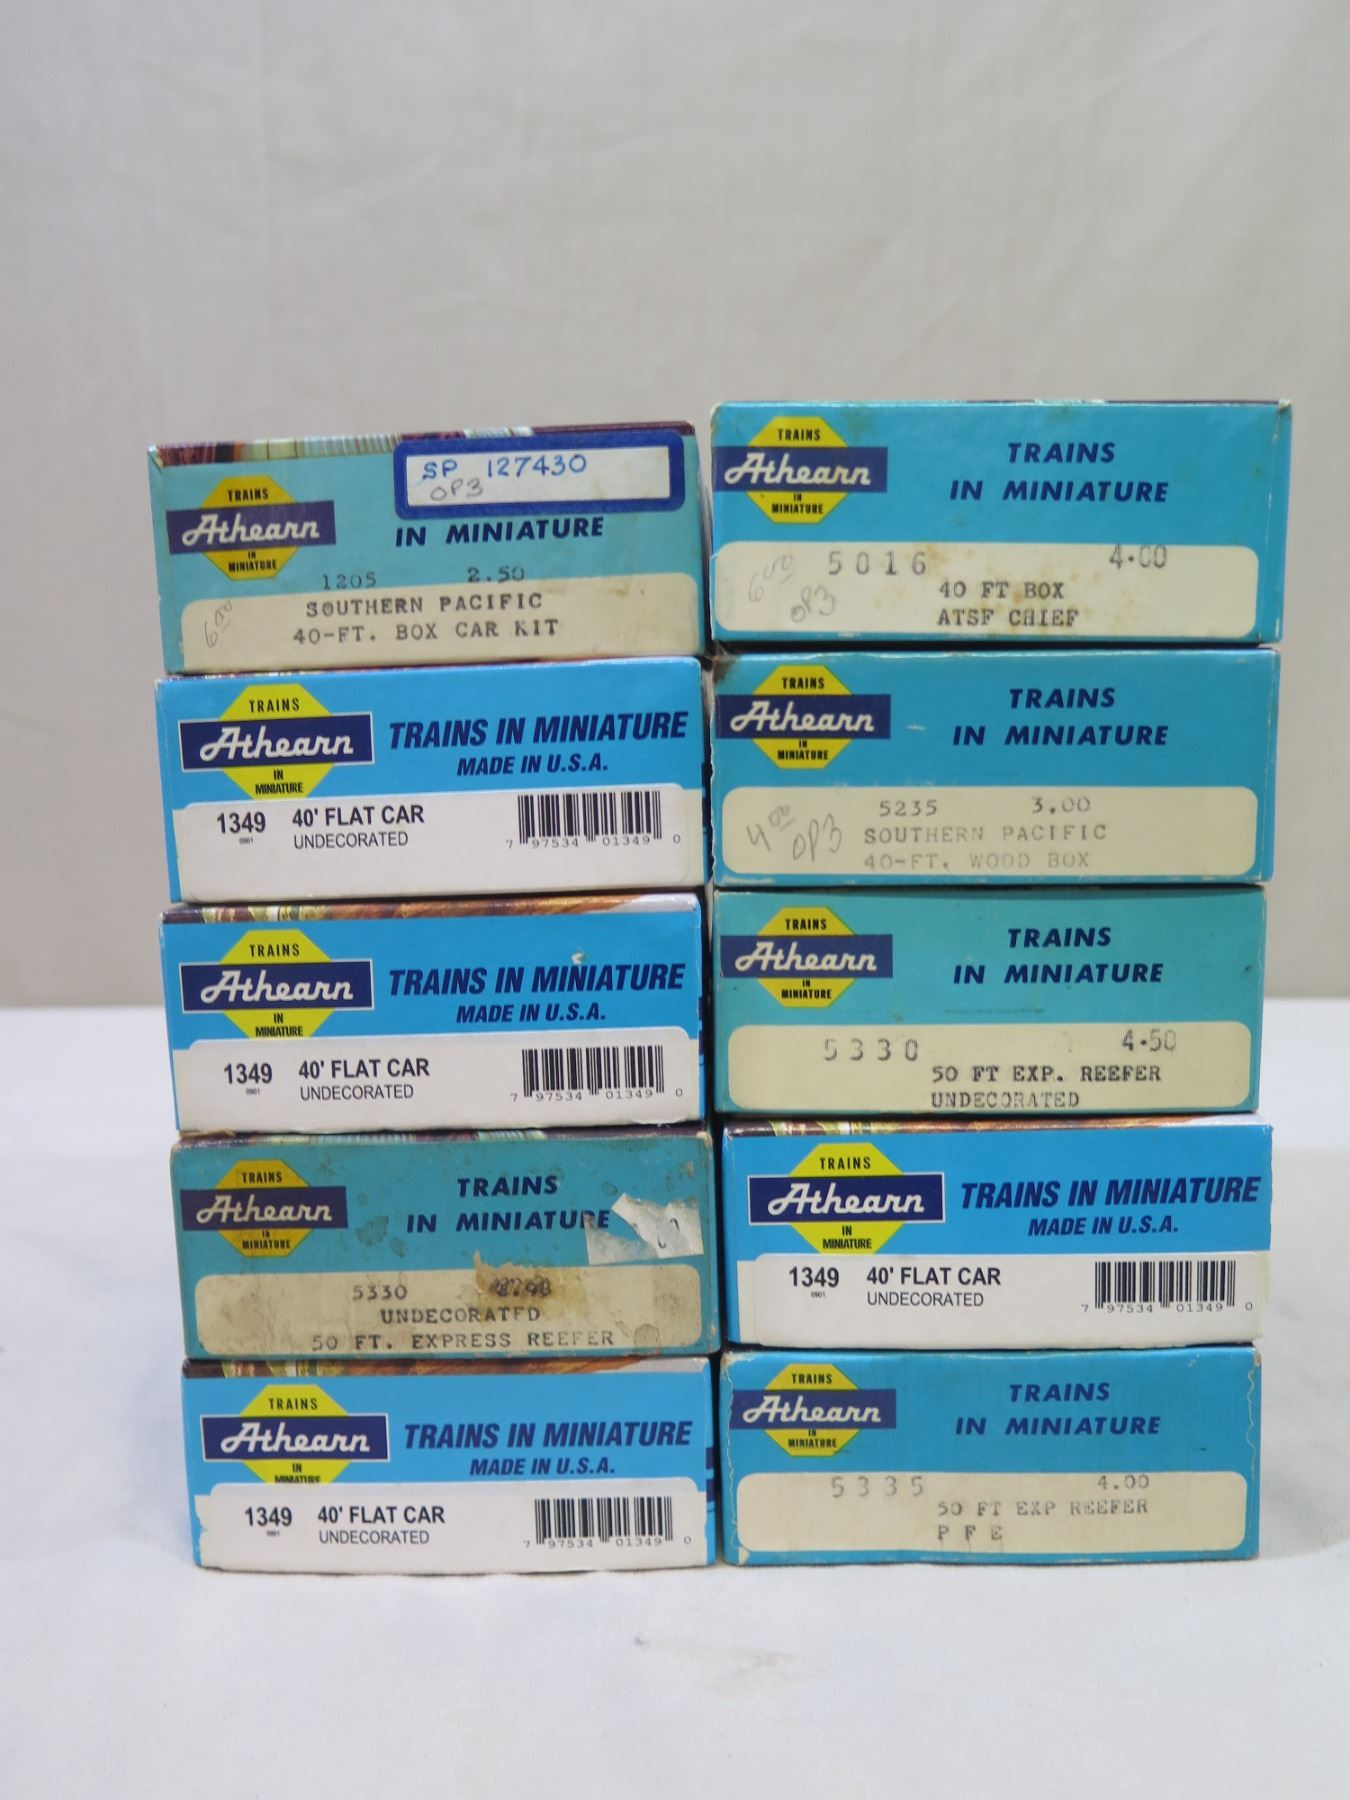 SP 127430
OP3
TRAINS
Athearn
IN
MINIATURE
IN MINIATURE
1205 2.50
SOUTHERN PACIFIC
40-FT. BOX CAR KIT
6.00
TRAINS
Athearn
IN
MINIATURE
TRAINS IN MINIATURE
MADE IN U.S.A.
1349 40' FLAT CAR
0901 UNDECORATED
7 97534 01349 0
TRAINS
Athearn
IN
MINIATURE
TRAINS IN MINIATURE
MADE IN U.S.A.
1349 40' FLAT CAR
0901 UNDECORATED
7 97534 01349 0
TRAINS
Athearn
IN
MINIATURE
TRAINS
IN MINIATURE
5330
UNDECORATED
50 FT. EXPRESS REEFER
TRAINS
Athearn
IN
MINIATURE
TRAINS IN MINIATURE
MADE IN U.S.A.
1349 40' FLAT CAR
0901 UNDECORATED
7 97534 01349 0
TRAINS
Athearn
IN
MINIATURE
TRAINS
IN MINIATURE
6.00
OP3
5016 4.00
40 FT BOX
ATSF CHIEF
TRAINS
Athearn
IN
MINIATURE
TRAINS
IN MINIATURE
4.00
OP3
5235 3.00
SOUTHERN PACIFIC
40-FT. WOOD BOX
TRAINS
Athearn
IN
MINIATURE
TRAINS
IN MINIATURE
5330 4.50
50 FT EXP. REEFER
UNDECORATED
TRAINS
Athearn
IN
MINIATURE
TRAINS IN MINIATURE
MADE IN U.S.A.
1349 40' FLAT CAR
0901 UNDECORATED
7 97534 01349 0
TRAINS
Athearn
IN
MINIATURE
TRAINS
IN MINIATURE
5335 4.00
50 FT EXP REEFER
P F E